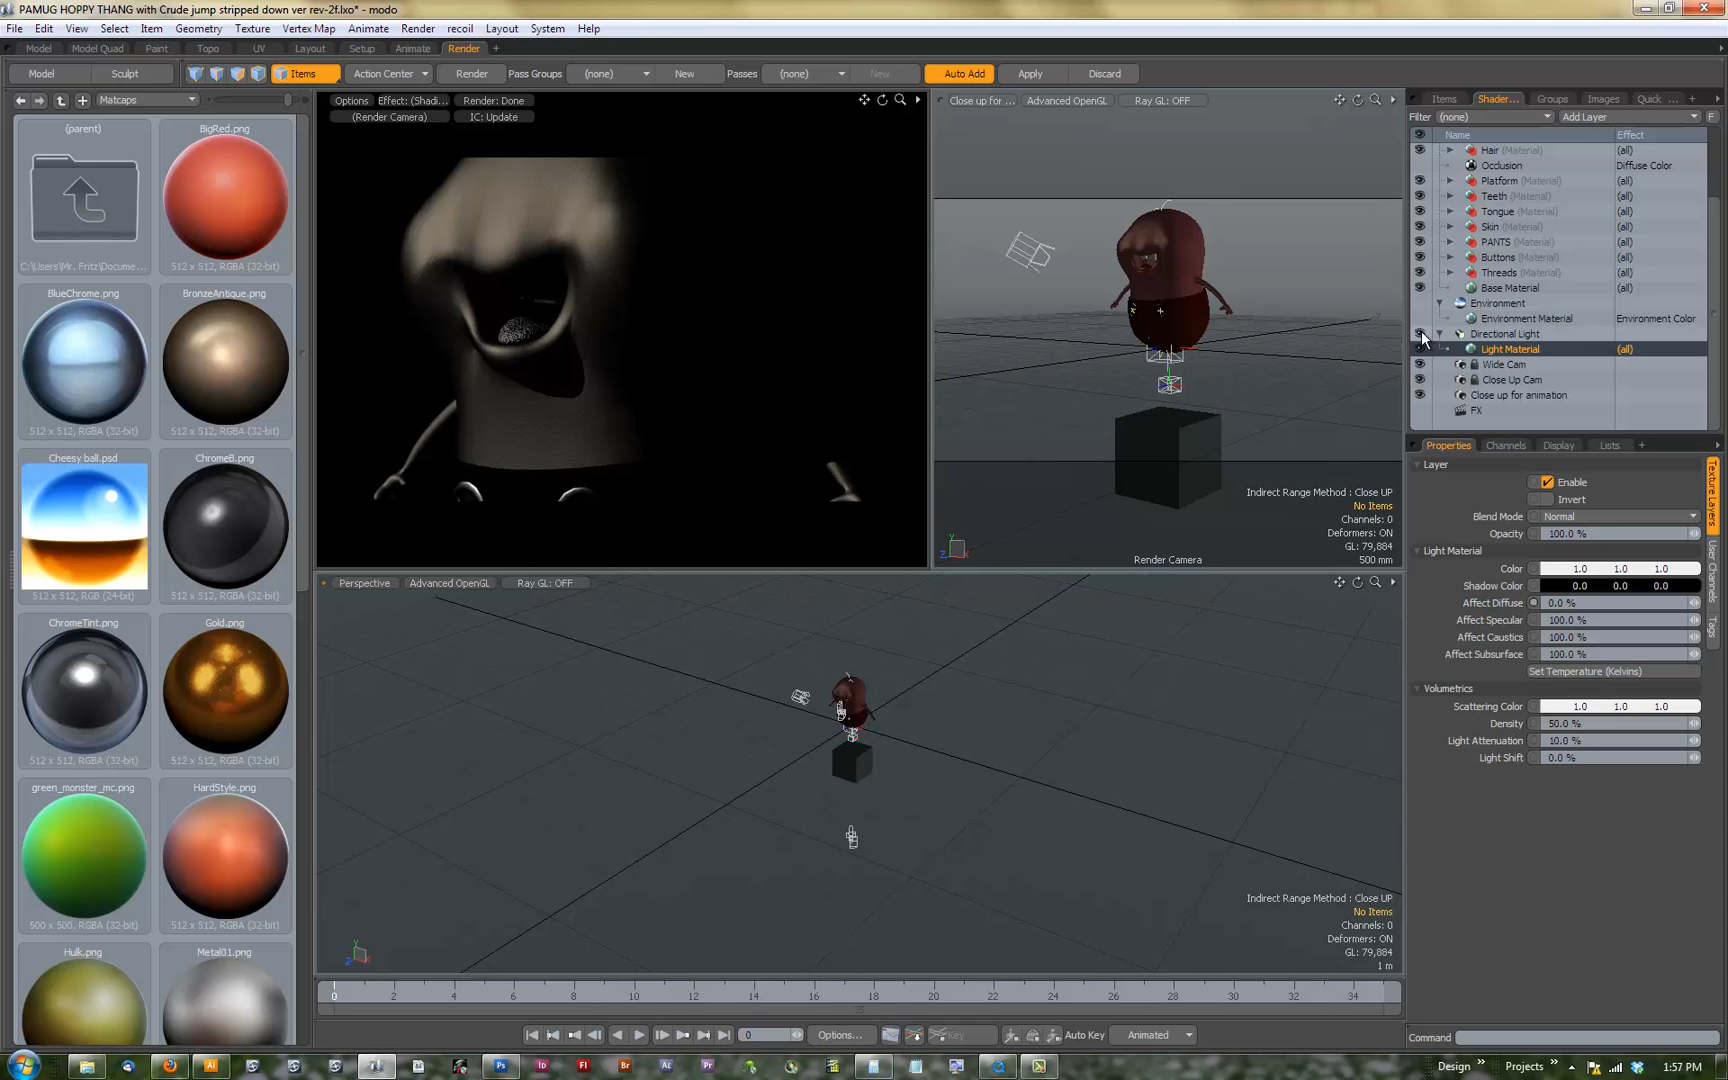 PAMUG HOPPY THANG with Crude jump stripped down ver rev-2f.lxo* - modo
File Edit View Select Item Geometry Texture Vertex Map Animate Render recoil Layout System Help
Model Model Quad Paint Topo UV Layout Setup Animate Render +
Model Sculpt Items Action Center Render Pass Groups (none) New Passes (none) New Auto Add Apply Discard
Matcaps
(parent)
C:\Users\Mr. Fritz\Docume...
BigRed.png
512 x 512, RGBA (32-bit)
BlueChrome.png
512 x 512, RGBA (32-bit)
BronzeAntique.png
512 x 512, RGBA (32-bit)
Cheesy ball.psd
512 x 512, RGB (24-bit)
ChromeB.png
512 x 512, RGBA (32-bit)
ChromeTint.png
512 x 512, RGBA (32-bit)
Gold.png
512 x 512, RGBA (32-bit)
green_monster_mc.png
500 x 500, RGBA (32-bit)
HardStyle.png
512 x 512, RGBA (32-bit)
Hulk.png
Metal01.png
Options Effect: (Shadi... Render: Done
(Render Camera) IC: Update
Close up for ... Advanced OpenGL Ray GL: OFF
Indirect Range Method : Close UP
No Items
Channels: 0
Deformers: ON
GL: 79,884
500 mm
Render Camera
Y
Z X
Perspective Advanced OpenGL Ray GL: OFF
Indirect Range Method : Close UP
No Items
Channels: 0
Deformers: ON
GL: 79,884
1 m
Y
Z X
0 2 4 6 8 10 12 14 16 18 20 22 24 26 28 30 32 34
0 Options... Key Auto Key Animated
Items Shader... Groups Images Quick ... +
Filter (none) Add Layer F
Name Effect
Hair (Material) (all)
Occlusion Diffuse Color
Platform (Material) (all)
Teeth (Material) (all)
Tongue (Material) (all)
Skin (Material) (all)
PANTS (Material) (all)
Buttons (Material) (all)
Threads (Material) (all)
Base Material (all)
Environment
Environment Material Environment Color
Directional Light
Light Material (all)
Wide Cam
Close Up Cam
Close up for animation
FX
Properties Channels Display Lists +
Layer
Enable
Invert
Blend Mode Normal
Opacity 100.0 %
Light Material
Color 1.0 1.0 1.0
Shadow Color 0.0 0.0 0.0
Affect Diffuse 0.0 %
Affect Specular 100.0 %
Affect Caustics 100.0 %
Affect Subsurface 100.0 %
Set Temperature (Kelvins)
Volumetrics
Scattering Color 1.0 1.0 1.0
Density 50.0 %
Light Attenuation 10.0 %
Light Shift 0.0 %
Texture Layers
User Channels
Tags
Command
Ai Ps Id Fl Br Ae Pr
Design » Projects » 1:57 PM